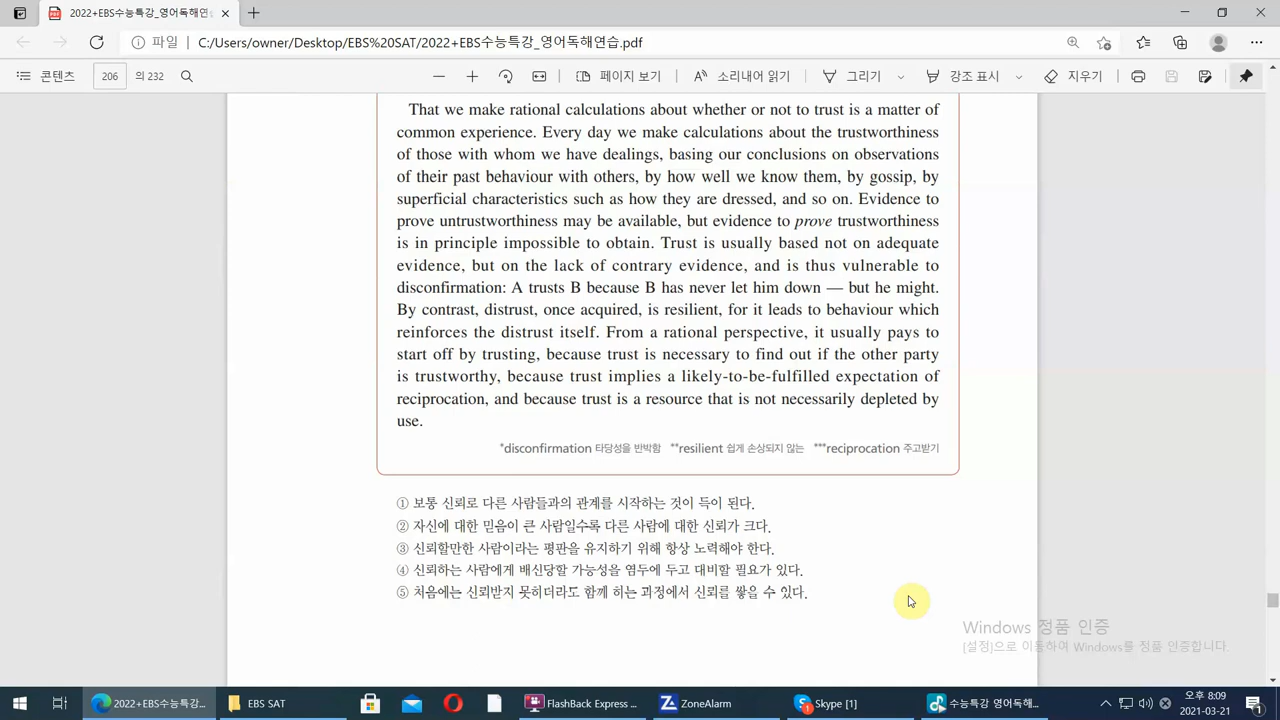 2022+EBS수능특강_영어독해연
파일
C:/Users/owner/Desktop/EBS%20SAT/2022+EBS수능특강_영어독해연습.pdf
콘텐츠
206
의 232
페이지 보기
소리내어 읽기
그리기
강조 표시
지우기
That we make rational calculations about whether or not to trust is a matter of
common experience. Every day we make calculations about the trustworthiness
of those with whom we have dealings, basing our conclusions on observations
of their past behaviour with others, by how well we know them, by gossip, by
superficial characteristics such as how they are dressed, and so on. Evidence to
prove untrustworthiness may be available, but evidence to prove trustworthiness
is in principle impossible to obtain. Trust is usually based not on adequate
evidence, but on the lack of contrary evidence, and is thus vulnerable to
disconfirmation: A trusts B because B has never let him down — but he might.
By contrast, distrust, once acquired, is resilient, for it leads to behaviour which
reinforces the distrust itself. From a rational perspective, it usually pays to
start off by trusting, because trust is necessary to find out if the other party
is trustworthy, because trust implies a likely-to-be-fulfilled expectation of
reciprocation, and because trust is a resource that is not necessarily depleted by
use.
*disconfirmation 타당성을 반박함 **resilient 쉽게 손상되지 않는 ***reciprocation 주고받기
① 보통 신뢰로 다른 사람들과의 관계를 시작하는 것이 득이 된다.
② 자신에 대한 믿음이 큰 사람일수록 다른 사람에 대한 신뢰가 크다.
③ 신뢰할만한 사람이라는 평판을 유지하기 위해 항상 노력해야 한다.
④ 신뢰하는 사람에게 배신당할 가능성을 염두에 두고 대비할 필요가 있다.
⑤ 처음에는 신뢰받지 못하더라도 함께 하는 과정에서 신뢰를 쌓을 수 있다.
Windows 정품 인증
[설정]으로 이동하여 Windows를 정품 인증합니다.
2022+EBS수능특강_...
EBS SAT
FlashBack Express ...
ZoneAlarm
Skype [1]
수능특강 영어독해연...
오후 8:09
2021-03-21